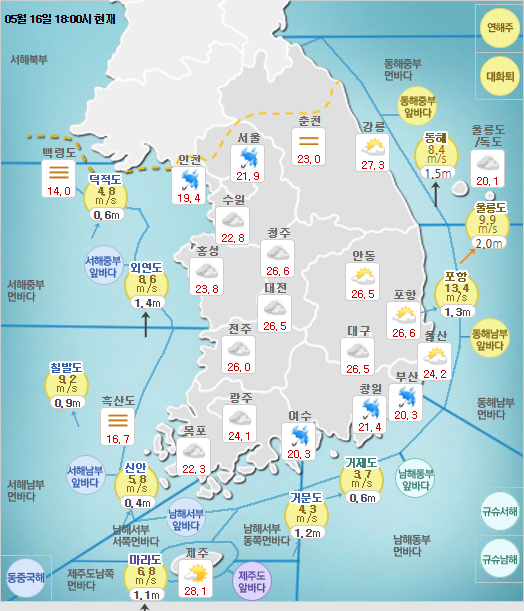 05월 16일 18:00시 현재
연해주
대화퇴
서해북부
동해중부
먼바다
동해중부
앞바다
울릉도
/독도
20,1
서울
21,9
춘천
23,0
강릉
27,3
동해
8,4
m/s
1,5m
백령도
14,0
인천
19,4
덕적도
4,8
m/s
0,6m
수원
22,8
울릉도
9,9
m/s
2,0m
청주
26,6
서해중부
앞바다
외연도
8,6
m/s
1,4m
홍성
23,8
안동
26,5
포항
13,4
m/s
1,3m
서해중부
먼바다
대전
26,5
포항
26,6
전주
26,0
대구
26,5
울산
24,2
동해남부
앞바다
칠발도
9,2
m/s
0,9m
흑산도
16,7
광주
24,1
여수
20,3
창원
21,4
부산
20,3
동해남부
먼바다
목포
22,3
서해남부
앞바다
신안
5,8
m/s
0,4m
거제도
3,7
m/s
0,6m
남해동부
앞바다
서해남부
먼바다
남해서부
앞바다
거문도
4,3
m/s
1,2m
규슈서해
남해서부
서쪽먼바다
남해서부
동쪽먼바다
남해동부
먼바다
규슈남해
동중국해
제주도남쪽
먼바다
마라도
6,8
m/s
1,1m
제주
28,1
제주도
앞바다